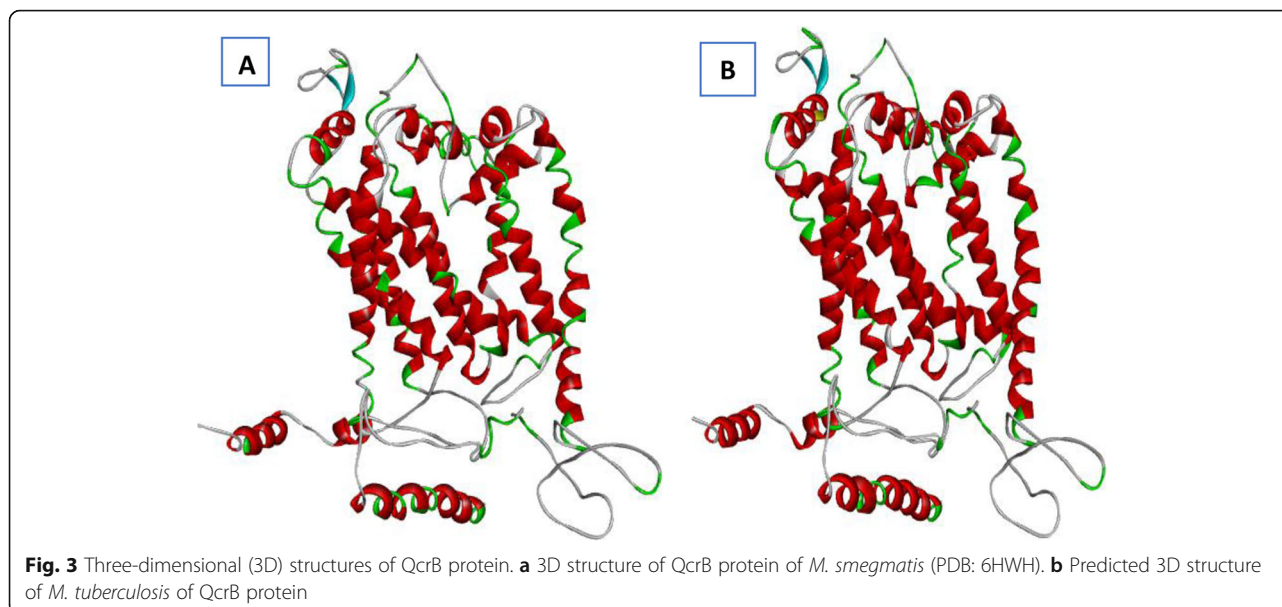 A
B
Fig. 3 Three-dimensional (3D) structures of QcrB protein. a 3D structure of QcrB protein of M. smegmatis (PDB: 6HWH). b Predicted 3D structure
of M. tuberculosis of QcrB protein